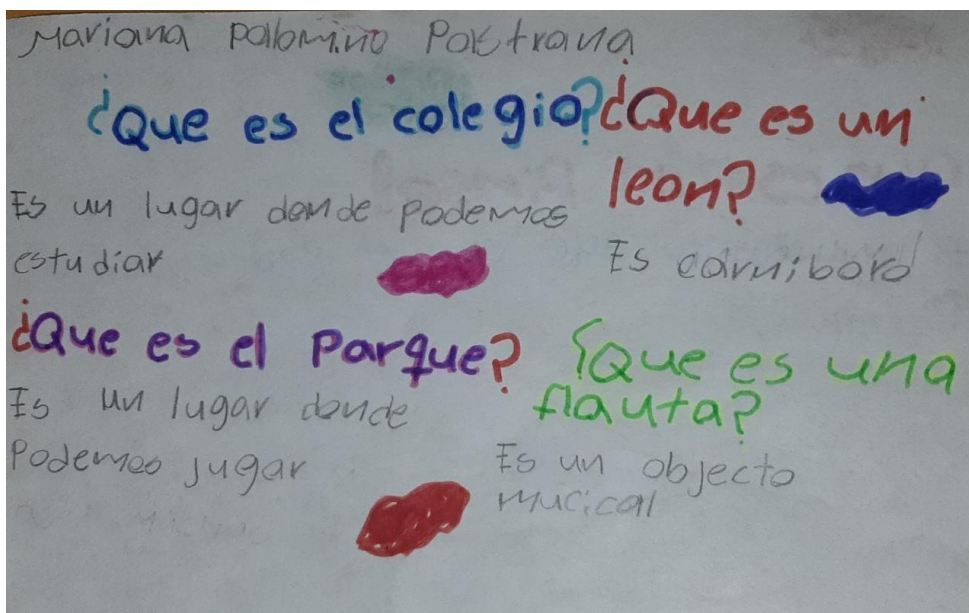 Mariana Palomino Pastrana
¿Que es el colegio?
Es un lugar donde podemos
estudiar
¿Que es un
leon?
Es carniboro
¿Que es el parque?
Es un lugar donde
Podemos jugar
¿Que es una
flauta?
Es un objecto
mucical